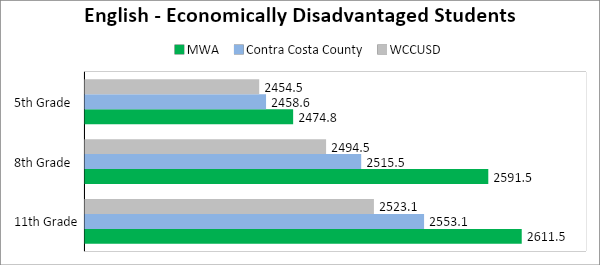 English - Economically Disadvantaged Students
MWA Contra Costa County WCCUSD
5th Grade
2454.5
2458.6
2474.8
8th Grade
2494.5
2515.5
2591.5
11th Grade
2523.1
2553.1
2611.5